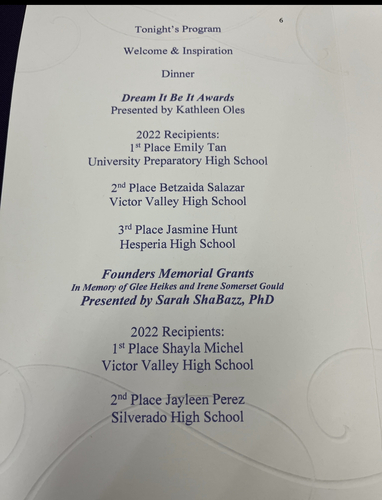 6
Tonight's Program
Welcome & Inspiration
Dinner
Dream It Be It Awards
Presented by Kathleen Oles
2022 Recipients:
1st Place Emily Tan
University Preparatory High School
2nd Place Betzaida Salazar
Victor Valley High School
3rd Place Jasmine Hunt
Hesperia High School
Founders Memorial Grants
In Memory of Glee Heikes and Irene Somerset Gould
Presented by Sarah ShaBazz, PhD
2022 Recipients:
1st Place Shayla Michel
Victor Valley High School
2nd Place Jayleen Perez
Silverado High School